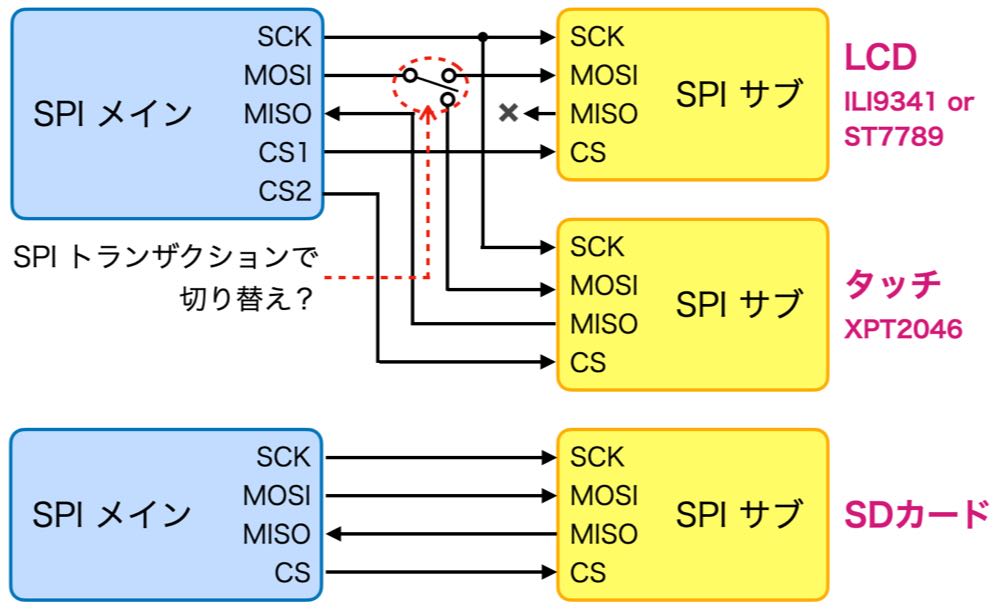 SPI メイン
SCK
MOSI
MISO
CS1
CS2
SCK
MOSI
MISO
CS
SPI サブ
LCD
ILI9341 or
ST7789
SPI トランザクションで
切り替え？
SCK
MOSI
MISO
CS
SPI サブ
タッチ
XPT2046
SPI メイン
SCK
MOSI
MISO
CS
SCK
MOSI
MISO
CS
SPI サブ
SDカード